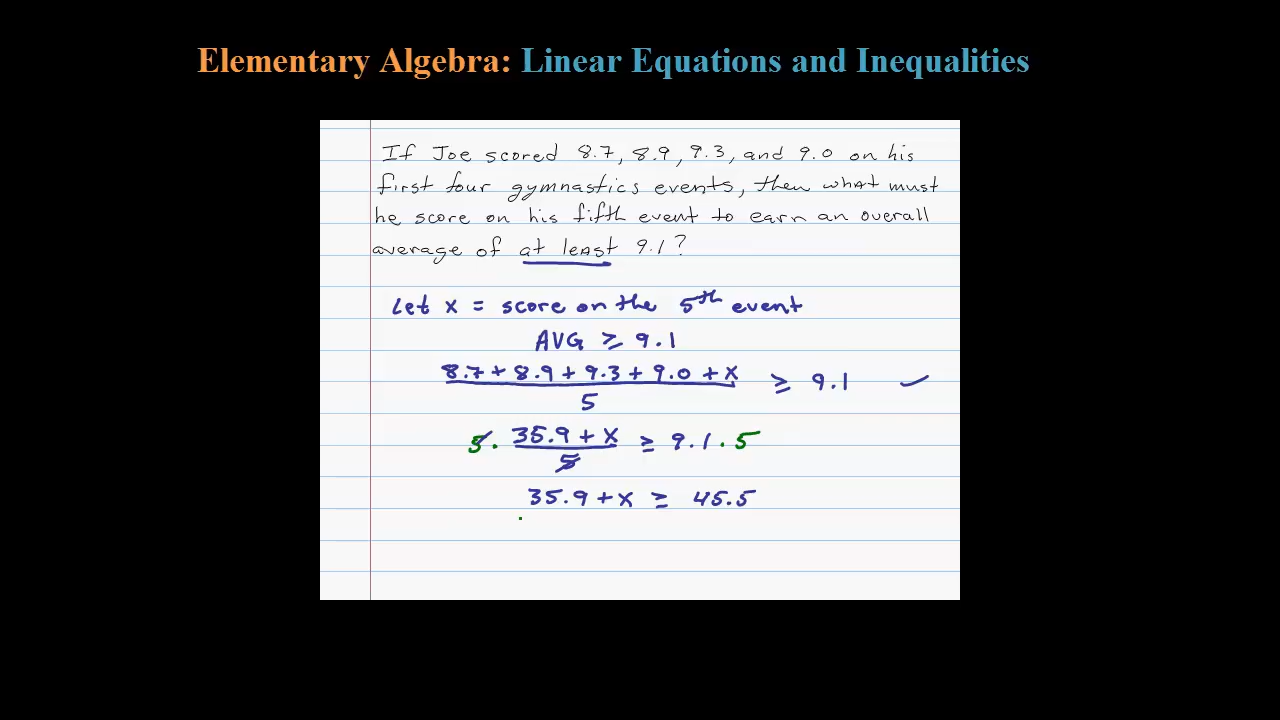 Elementary Algebra: Linear Equations and Inequalities
If Joe scored 8.7, 8.9, 9.3, and 9.0 on his
first four gymnastics events, then what must
he score on his fifth event to earn an overall
average of at least 9.1?
Let x = score on the 5th event
AVG ≥ 9.1
8.7 + 8.9 + 9.3 + 9.0 + x / 5 ≥ 9.1 ✓
5 · 35.9 + x / 5 ≥ 9.1 · 5
35.9 + x ≥ 45.5